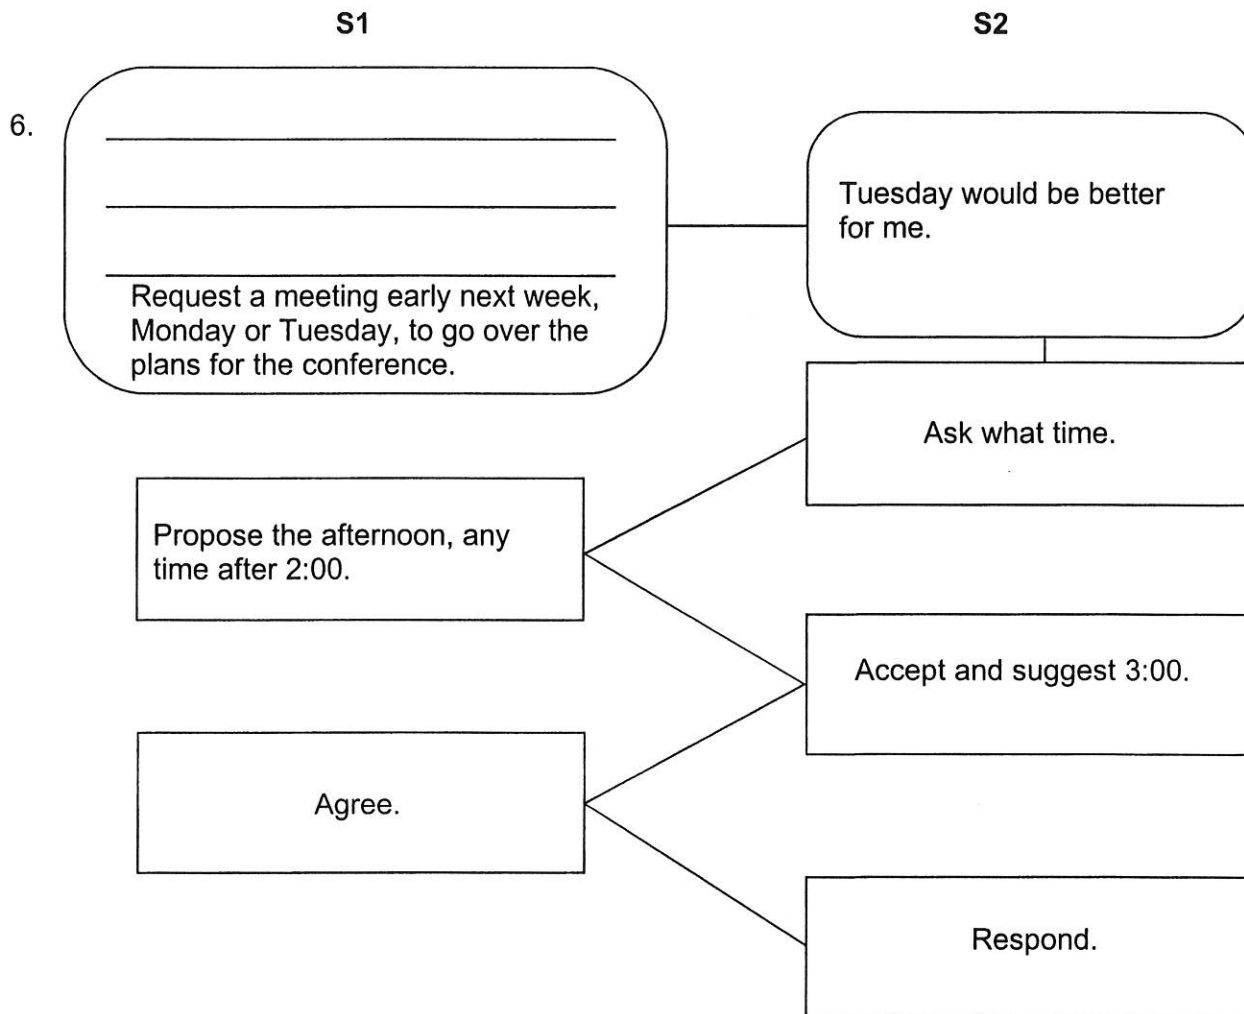 S1
S2
6.
Request a meeting early next week,
Monday or Tuesday, to go over the
plans for the conference.
Tuesday would be better
for me.
Ask what time.
Propose the afternoon, any
time after 2:00.
Accept and suggest 3:00.
Agree.
Respond.